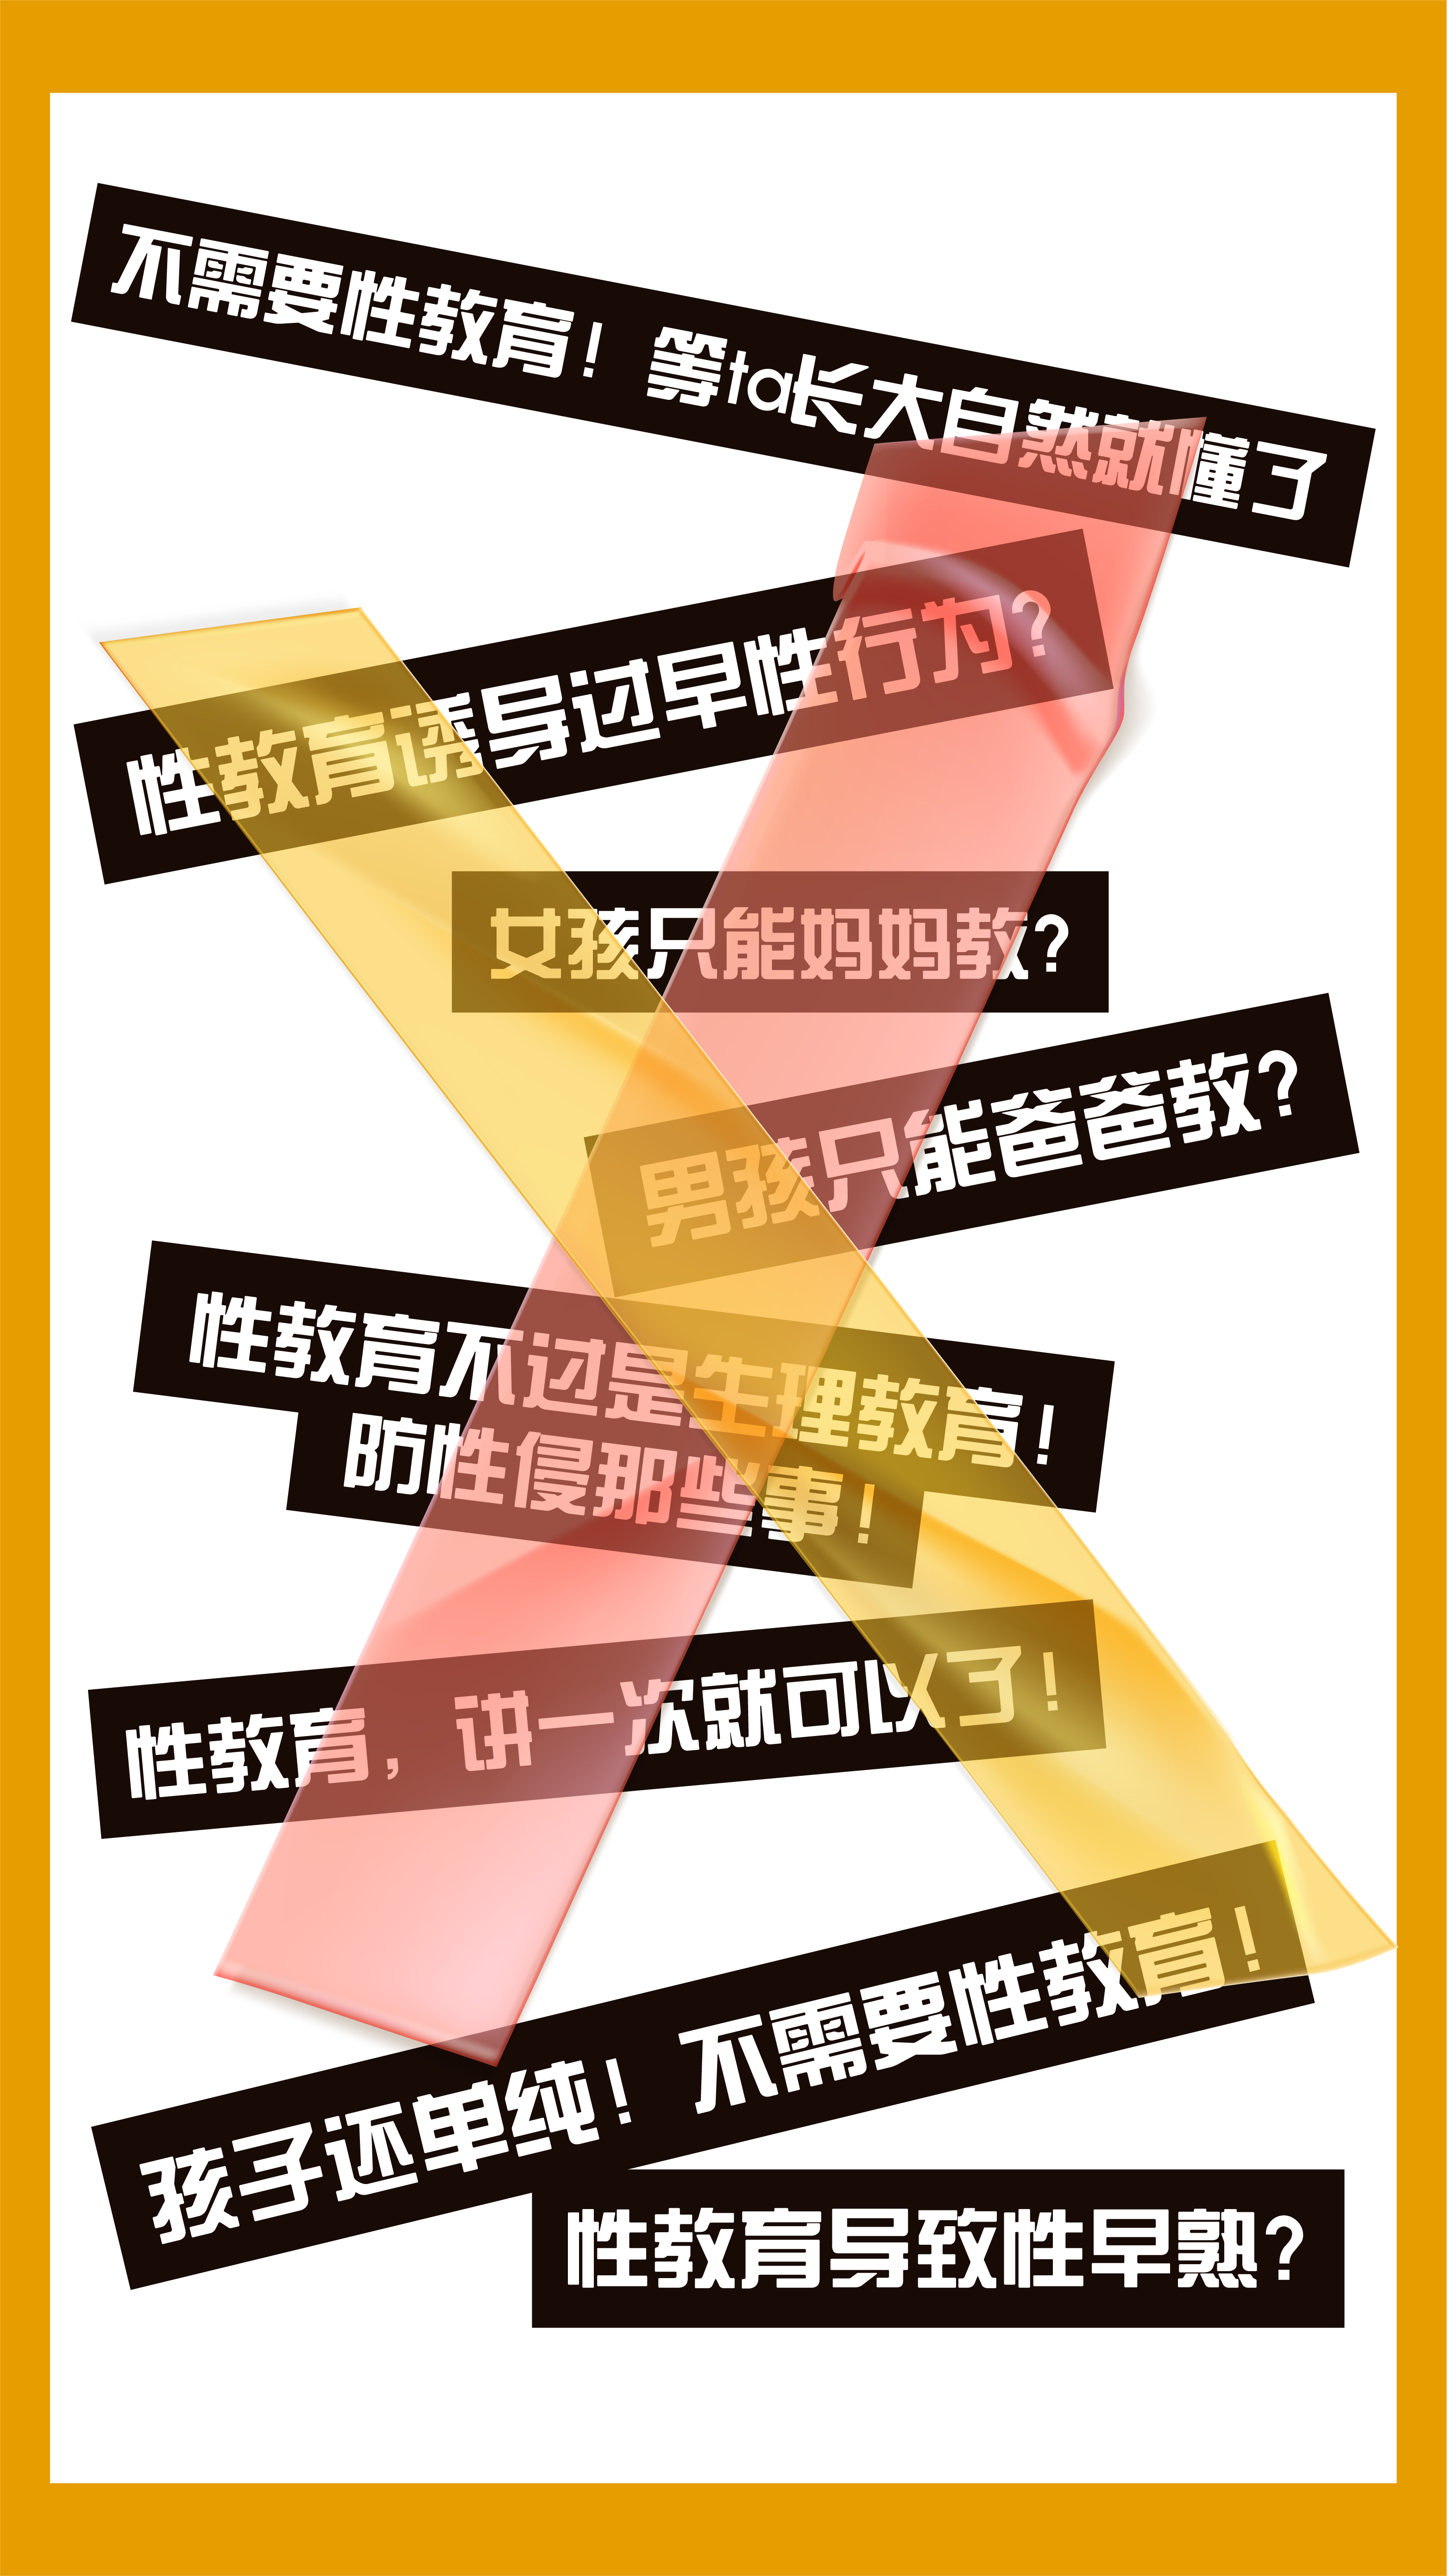 不需要性教育！等ta长大自然就懂了
性教育诱导过早性行为?
女孩只能妈妈教?
男孩只能爸爸教?
性教育不过是生理教育！
防性侵那些事！
性教育，讲一次就可以了！
孩子还单纯！不需要性教育！
性教育导致性早熟?